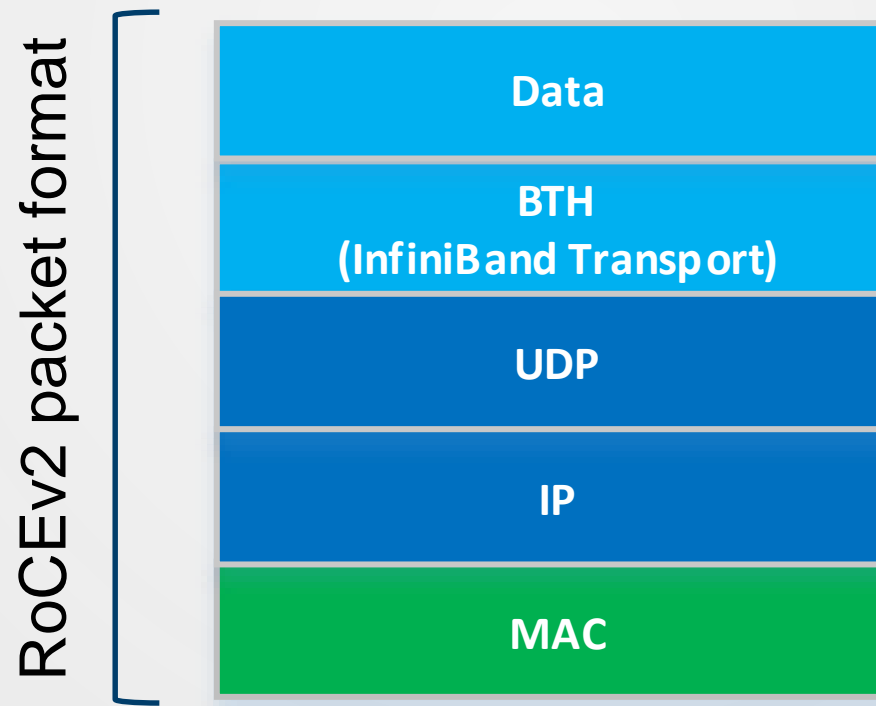 RoCEv2 packet format
Data
BTH
(InfiniBand Transport)
UDP
IP
MAC